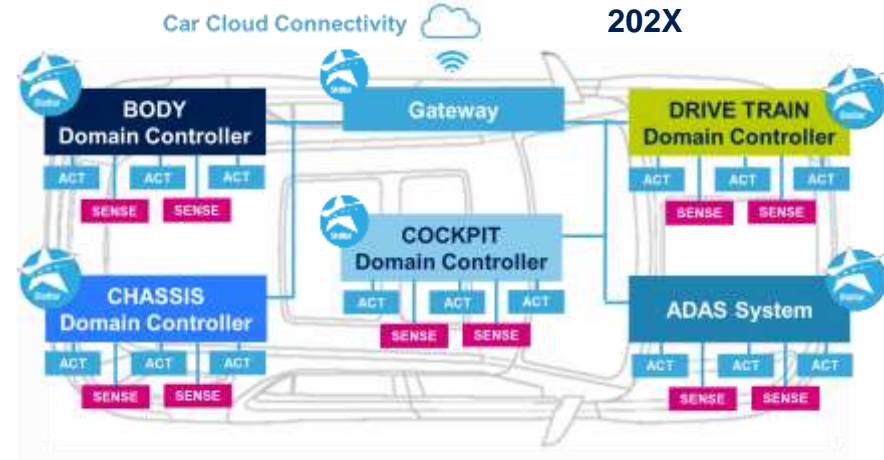 Car Cloud Connectivity
202X
BODY
Domain Controller
Gateway
DRIVE TRAIN
Domain Controller
ACT
ACT
ACT
SENSE
SENSE
ACT
ACT
ACT
SENSE
SENSE
COCKPIT
Domain Controller
ACT
ACT
ACT
SENSE
SENSE
CHASSIS
Domain Controller
ACT
ACT
ACT
SENSE
SENSE
ADAS System
ACT
ACT
ACT
SENSE
SENSE